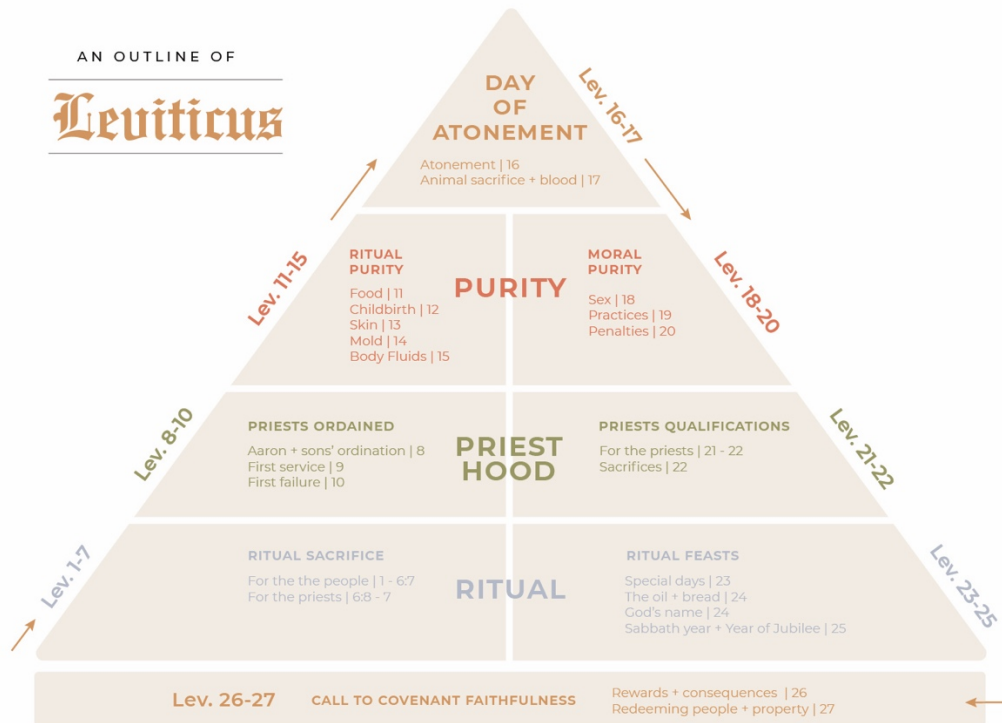 AN OUTLINE OF
Leviticus
DAY
OF
ATONEMENT
Atonement | 16
Animal sacrifice + blood | 17
Lev. 16-17
Lev. 11-15
RITUAL
PURITY
Food | 11
Childbirth | 12
Skin | 13
Mold | 14
Body Fluids | 15
PURITY
MORAL
PURITY
Sex | 18
Practices | 19
Penalties | 20
Lev. 18-20
Lev. 8-10
PRIESTS ORDAINED
Aaron + sons' ordination | 8
First service | 9
First failure | 10
PRIEST
HOOD
PRIESTS QUALIFICATIONS
For the priests | 21 - 22
Sacrifices | 22
Lev. 21-22
Lev. 1-7
RITUAL SACRIFICE
For the the people | 1 - 6:7
For the priests | 6:8 - 7
RITUAL
RITUAL FEASTS
Special days | 23
The oil + bread | 24
God's name | 24
Sabbath year + Year of Jubilee | 25
Lev. 23-25
Lev. 26-27
CALL TO COVENANT FAITHFULNESS
Rewards + consequences | 26
Redeeming people + property | 27